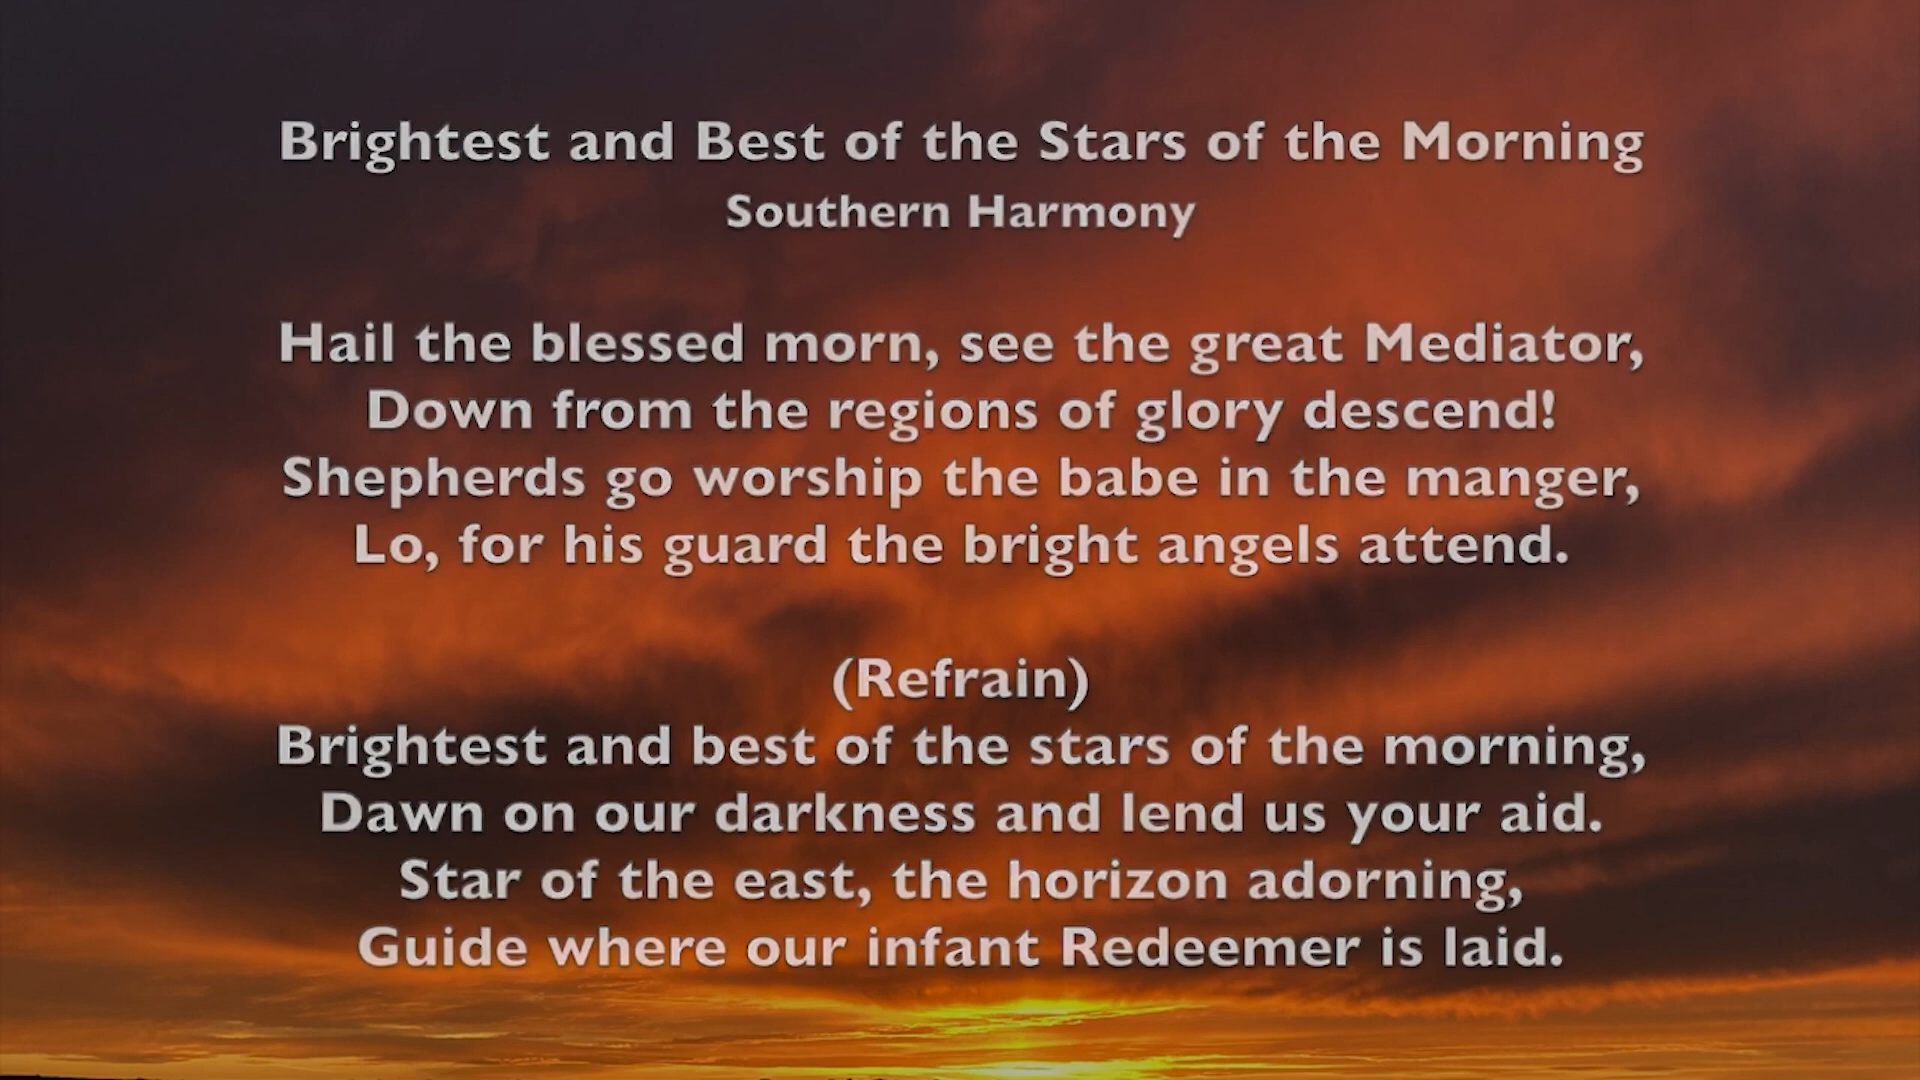 Brightest and Best of the Stars of the Morning
Southern Harmony
Hail the blessed morn, see the great Mediator,
Down from the regions of glory descend!
Shepherds go worship the babe in the manger,
Lo, for his guard the bright angels attend.
(Refrain)
Brightest and best of the stars of the morning,
Dawn on our darkness and lend us your aid.
Star of the east, the horizon adorning,
Guide where our infant Redeemer is laid.